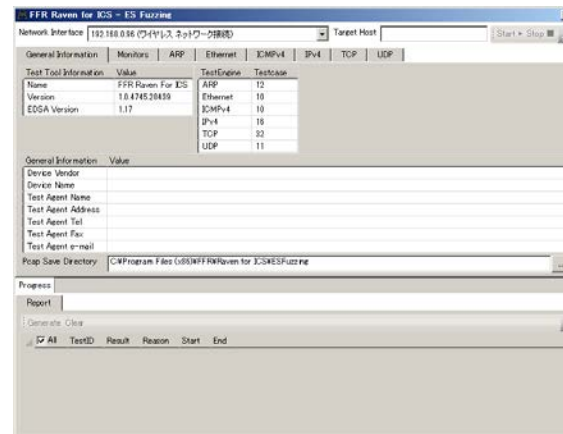 FFR Raven for ICS - ES Fuzzing
Network Interface 192.168.0.86 (ワイヤレス ネットワーク接続) Target Host Start Stop
General Information Monitors ARP Ethernet ICMPv4 IPv4 TCP UDP
Test Tool Information Value TestEngine Testcase
Name FFR Raven For ICS ARP 12
Version 1.0.4745.20439 Ethernet 10
EDSA Version 1.17 ICMPv4 10
IPv4 16
TCP 32
UDP 11
General Information Value
Device Vendor
Device Name
Test Agent Name
Test Agent Address
Test Agent Tel
Test Agent Fax
Test Agent e-mail
Pcap Save Directory C:¥Program Files (x86)¥FFR¥Raven for ICS¥ESFuzzing ...
Progress
Report
Generate Clear
All TestID Result Reason Start End